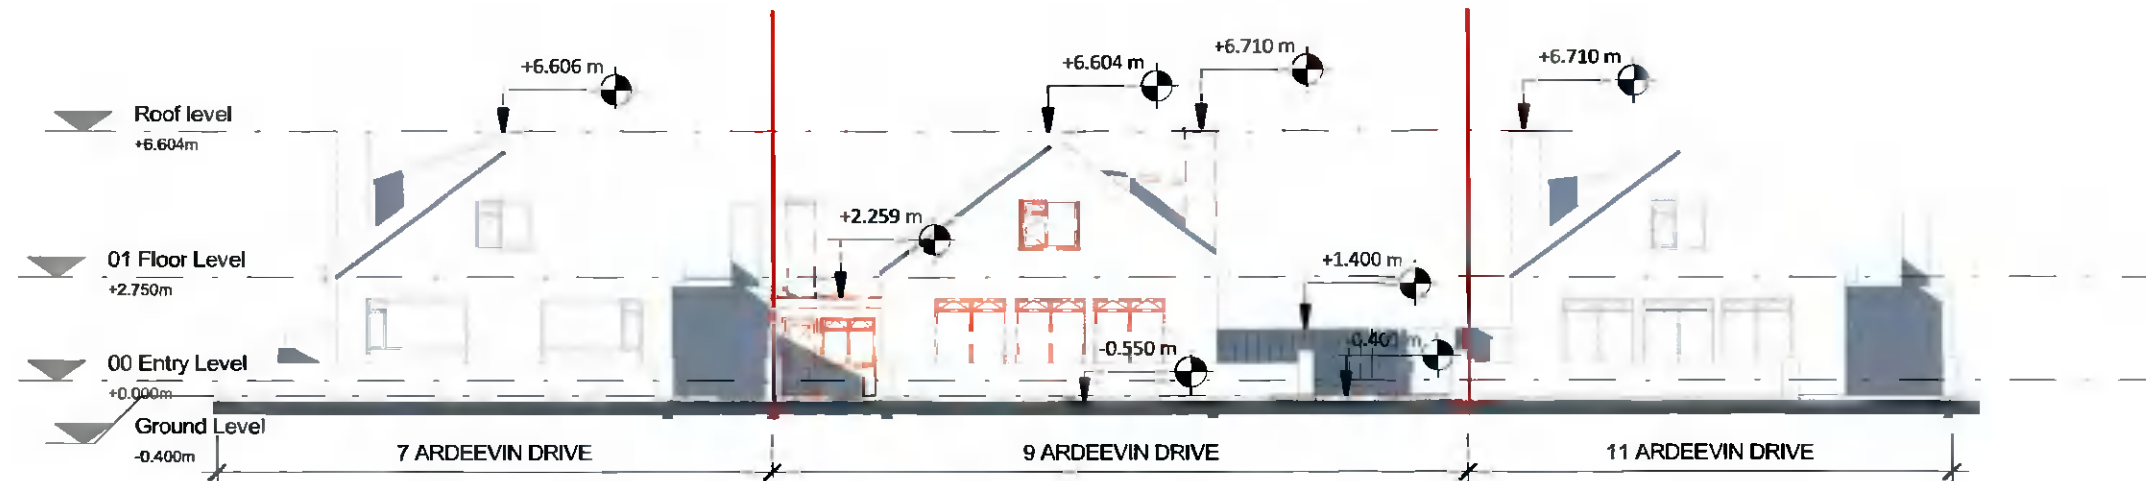 +6.710 m
+6.606 m
+6.604 m
+6.710 m
Roof level
+6.604m
+2.259 m
01 Floor Level
+2.750m
+1.400 m
-0.550 m
-0.400 m
00 Entry Level
+0.000m
Ground Level
-0.400m
7 ARDEEVIN DRIVE
9 ARDEEVIN DRIVE
11 ARDEEVIN DRIVE